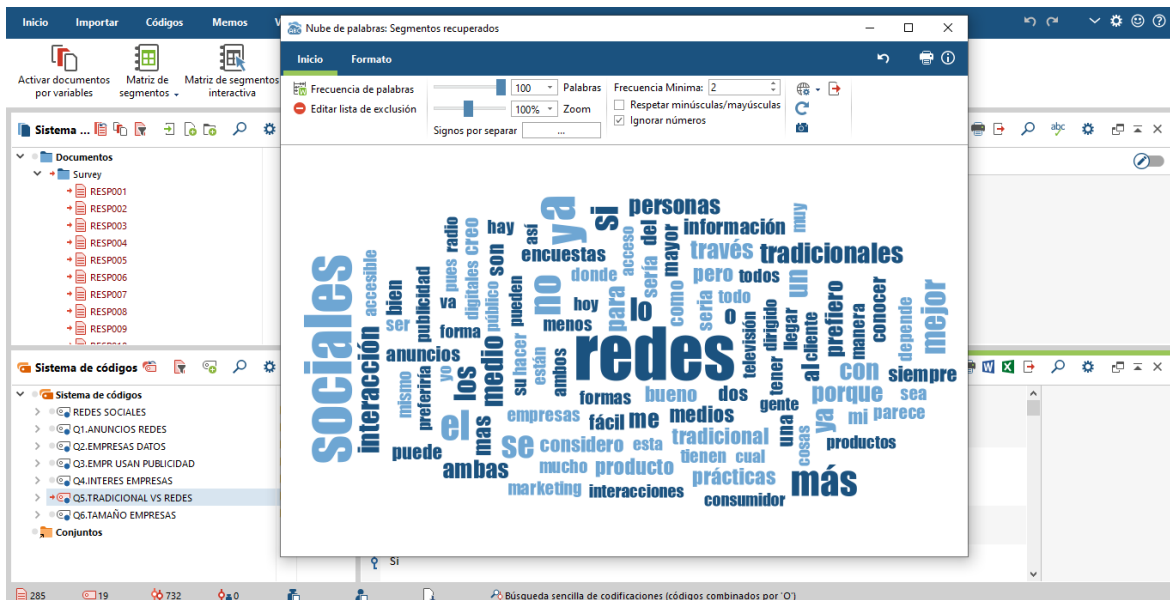 Inicio Importar Códigos Memos V
Activar documentos por variables
Matriz de segmentos
Matriz de segmentos interactiva
Sistema ...
Documentos
Survey
RESP001
RESP002
RESP003
RESP004
RESP005
RESP006
RESP007
RESP008
RESP009
Sistema de códigos
Sistema de códigos
REDES SOCIALES
Q1.ANUNCIOS REDES
Q2.EMPRESAS DATOS
Q3.EMPR USAN PUBLICIDAD
Q4.INTERES EMPRESAS
Q5.TRADICIONAL VS REDES
Q6.TAMAÑO EMPRESAS
Conjuntos
Nube de palabras: Segmentos recuperados
Inicio Formato
Frecuencia de palabras 100 Palabras Frecuencia Minima: 2
Editar lista de exclusión 100% Zoom Respetar minúsculas/mayúsculas
Signos por separar ... Ignorar números
abc
sociales
accesible
interacción
bien
ser
anuncios
mismo
puede
publicidad
preferiría
va
forma
yo
pues
radio
digitales
creo
los
el
público
medio
mas
ambas
hay
son
su
pueden
hacer
así
encuestas
están
menos
no
ya
donde
hoy
ambos
si
personas
acceso
para
lo
sería
del
mayor
información
muy
través
tradicionales
pero
todos
como
seria
todo
o
un
redes
televisión
tener
dirigido
llegar
al
cliente
prefiero
manera
conocer
depende
mejor
con
siempre
formas
bueno
dos
gente
porque
sea
empresas
fácil
me
medios
una
ya
mi
parece
se
considero
esta
tradicional
tienen
cual
cosas
productos
mucho
producto
prácticas
marketing
interacciones
consumidor
más
Si
285 19 732 0 Búsqueda sencilla de codificaciones (códigos combinados por 'O')